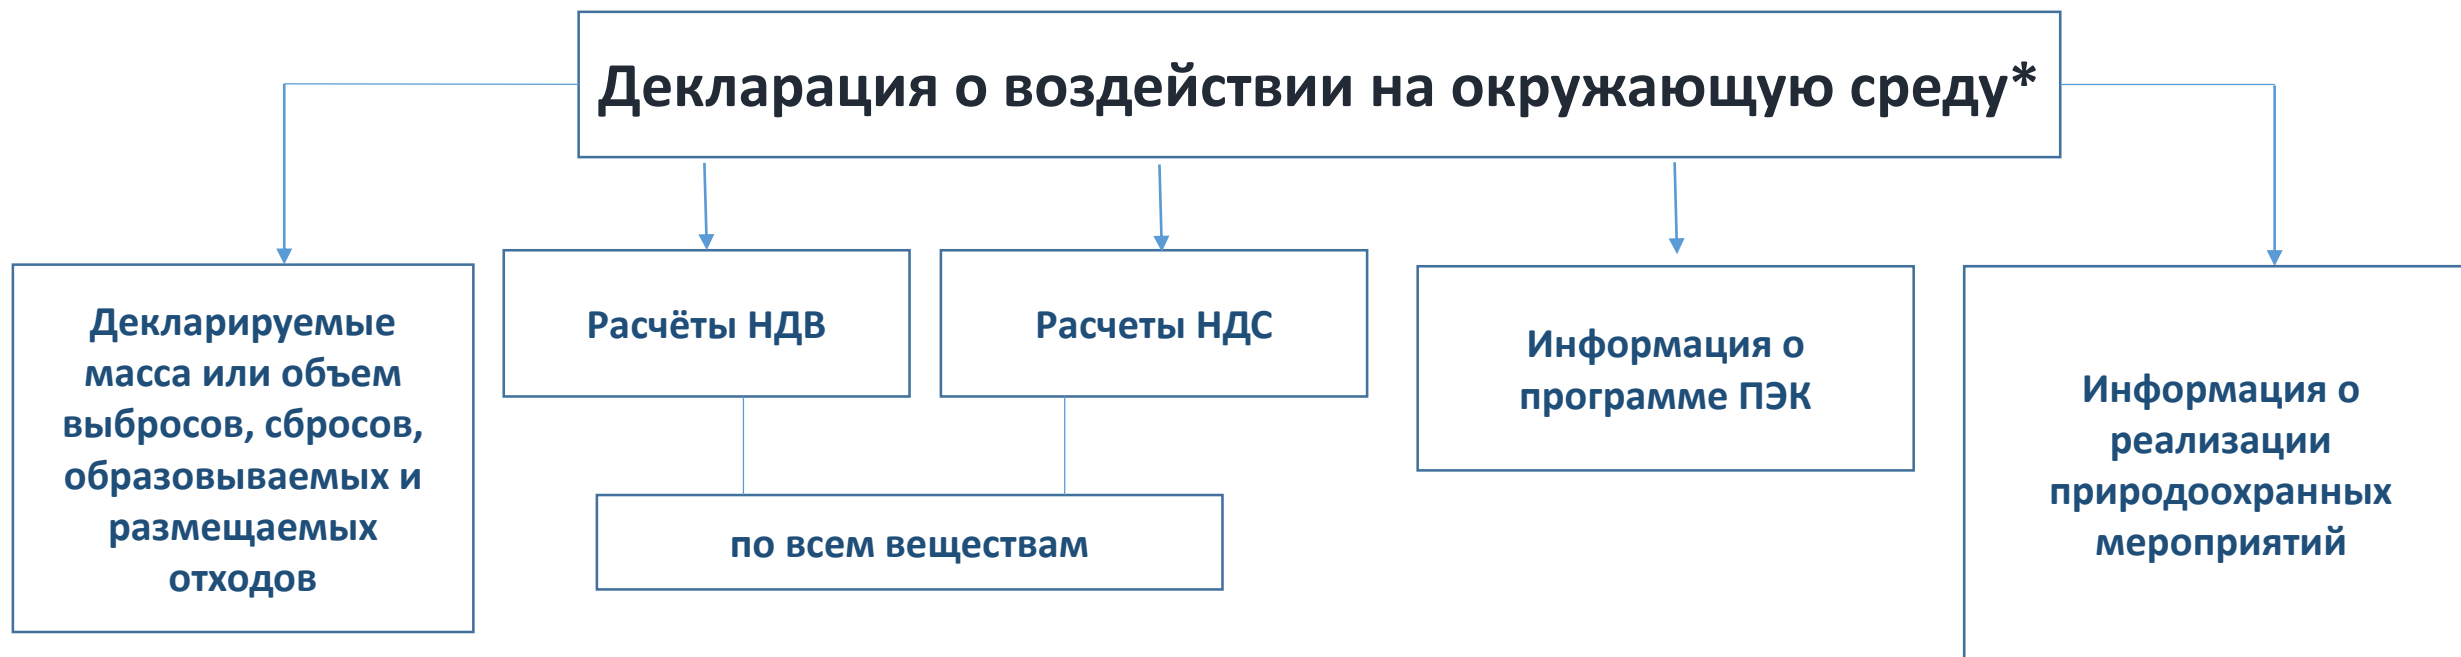 Декларация о воздействии на окружающую среду*
Декларируемые
масса или объем
выбросов, сбросов,
образовываемых и
размещаемых
отходов
Расчёты НДВ
Расчеты НДС
по всем веществам
Информация о
программе ПЭК
Информация о
реализации
природоохранных
мероприятий